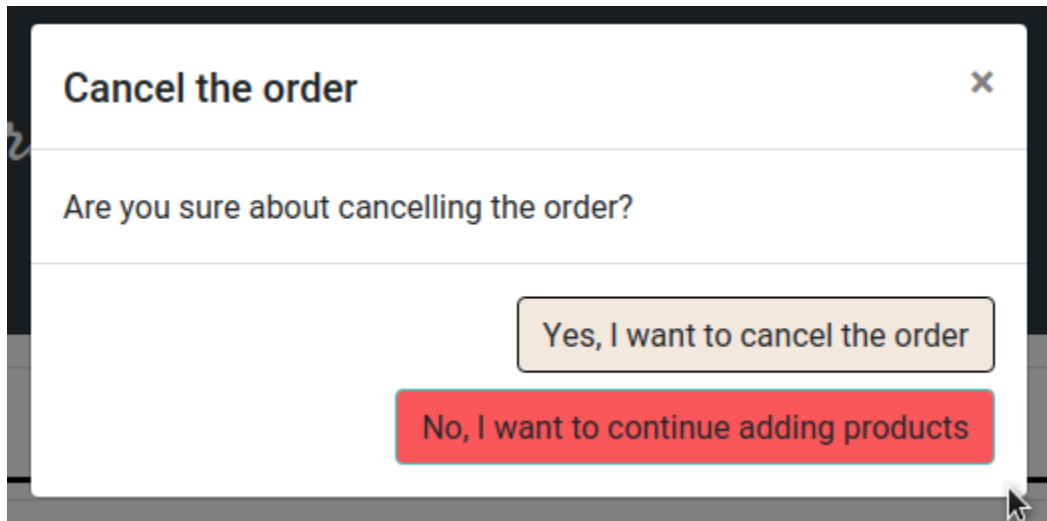 Cancel the order
×
Are you sure about cancelling the order?
Yes, I want to cancel the order
No, I want to continue adding products